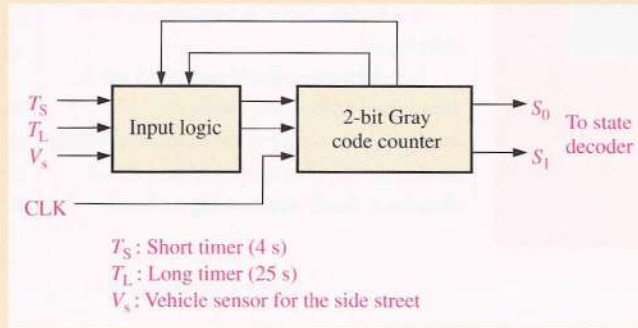 T_S
T_L
V_s
CLK
Input logic
2-bit Gray
code counter
S_0
S_1
To state
decoder
T_S : Short timer (4 s)
T_L : Long timer (25 s)
V_s : Vehicle sensor for the side street